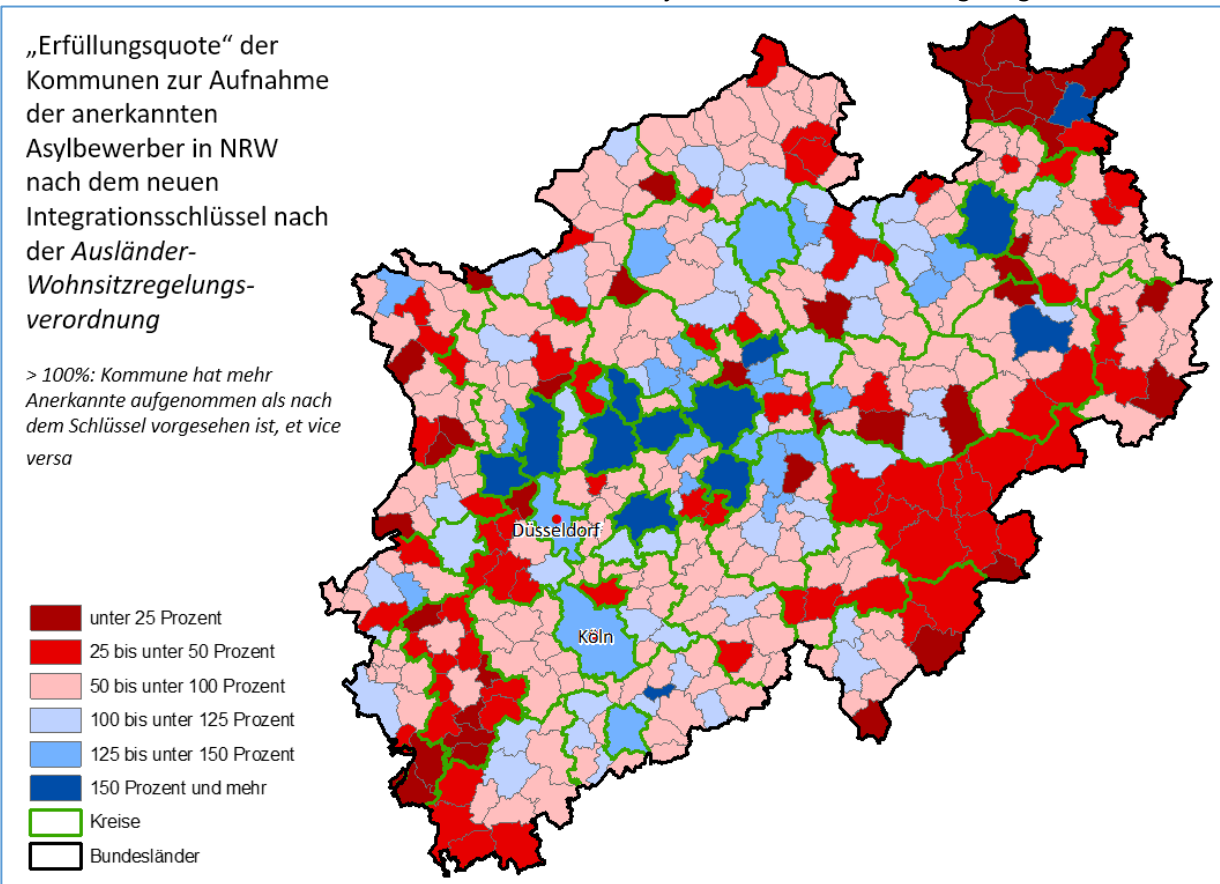 „Erfüllungsquote“ der
Kommunen zur Aufnahme
der anerkannten
Asylbewerber in NRW
nach dem neuen
Integrationsschlüssel nach
der Ausländer-
Wohnsitzregelungs-
verordnung
> 100%: Kommune hat mehr
Anerkannte aufgenommen als nach
dem Schlüssel vorgesehen ist, et vice
versa
Düsseldorf
Köln
unter 25 Prozent
25 bis unter 50 Prozent
50 bis unter 100 Prozent
100 bis unter 125 Prozent
125 bis unter 150 Prozent
150 Prozent und mehr
Kreise
Bundesländer